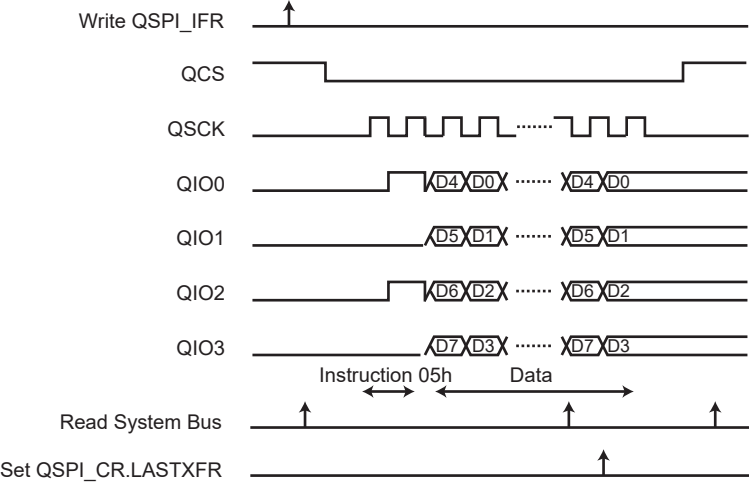 Write QSPI_IFR
QCS
QSCK
QIO0 D4 D0 D4 D0
QIO1 D5 D1 D5 D1
QIO2 D6 D2 D6 D2
QIO3 D7 D3 D7 D3
Instruction 05h Data
Read System Bus
Set QSPI_CR.LASTXFR